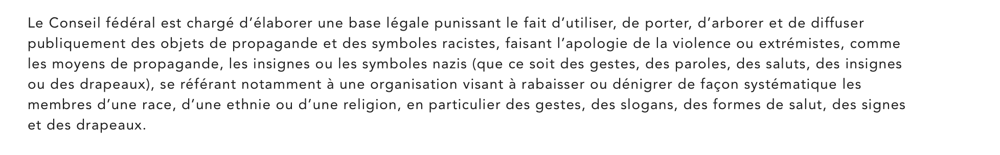 Le Conseil fédéral est chargé d’élaborer une base légale punissant le fait d’utiliser, de porter, d’arborer et de diffuser
publiquement des objets de propagande et des symboles racistes, faisant l’apologie de la violence ou extrémistes, comme
les moyens de propagande, les insignes ou les symboles nazis (que ce soit des gestes, des paroles, des saluts, des insignes
ou des drapeaux), se référant notamment à une organisation visant à rabaisser ou dénigrer de façon systématique les
membres d’une race, d’une ethnie ou d’une religion, en particulier des gestes, des slogans, des formes de salut, des signes
et des drapeaux.